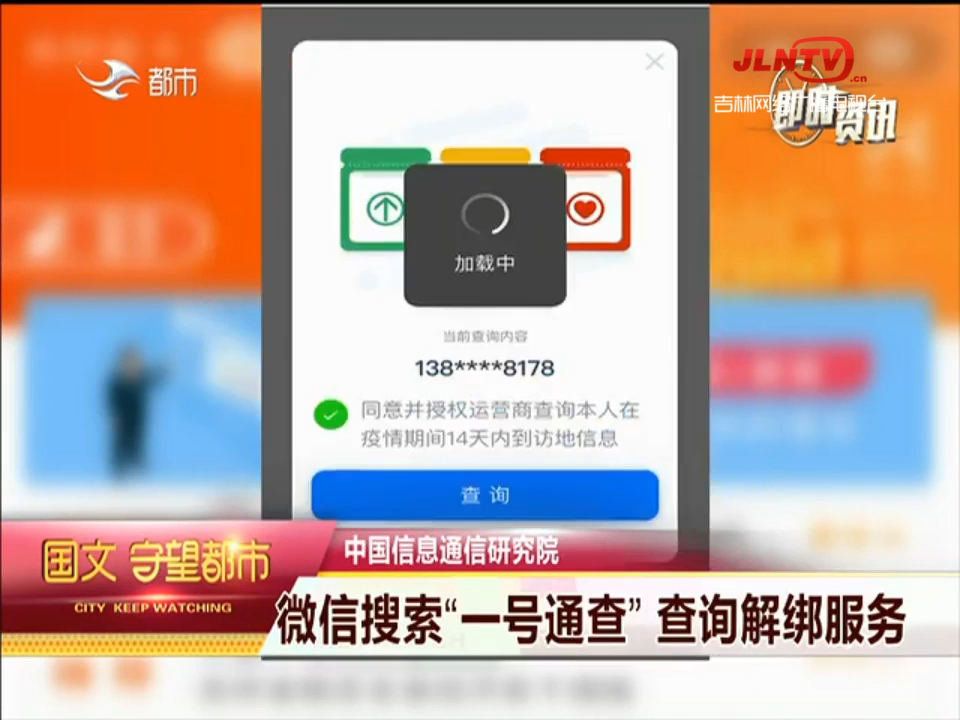 都市
JLNTV.cn
吉林网络广播电视台
即时资讯
加载中
当前查询内容
138****8178
同意并授权运营商查询本人在
疫情期间14天内到访地信息
查 询
国文 守望都市
CITY KEEP WATCHING
中国信息通信研究院
微信搜索“一号通查” 查询解绑服务